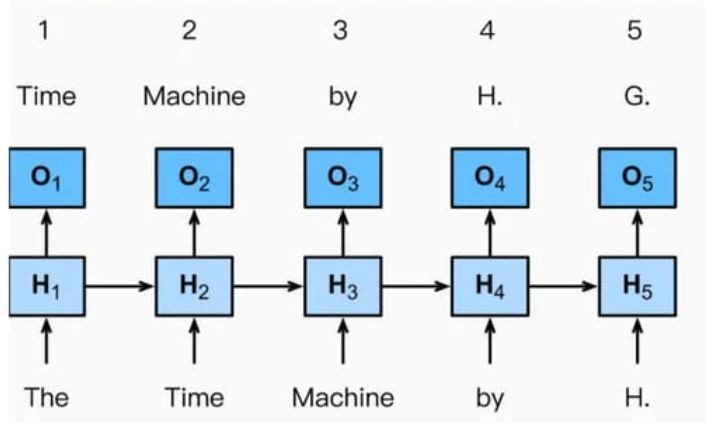 1 2 3 4 5
Time Machine by H. G.
O1 O2 O3 O4 O5
H1 H2 H3 H4 H5
The Time Machine by H.